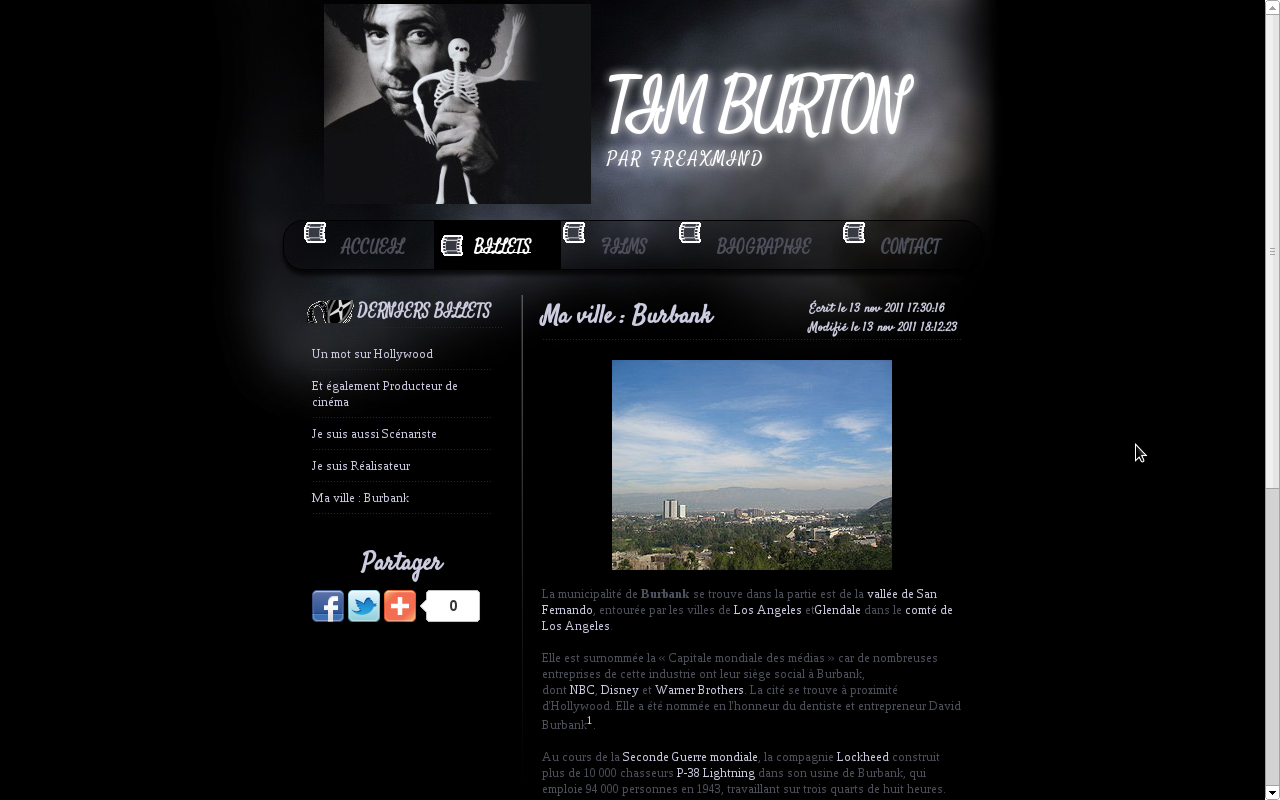 TIM BURTON
PAR FREAXMIND
ACCUEIL
BILLETS
FILMS
BIOGRAPHIE
CONTACT
DERNIERS BILLETS
Un mot sur Hollywood
Et également Producteur de
cinéma
Je suis aussi Scénariste
Je suis Réalisateur
Ma ville : Burbank
Partager
0
Ma ville : Burbank
Écrit le 13 nov 2011 17:30:16
Modifié le 13 nov 2011 18:12:23
La municipalité de Burbank se trouve dans la partie est de la vallée de San
Fernando, entourée par les villes de Los Angeles etGlendale dans le comté de
Los Angeles.
Elle est surnommée la « Capitale mondiale des médias » car de nombreuses
entreprises de cette industrie ont leur siège social à Burbank,
dont NBC, Disney et Warner Brothers. La cité se trouve à proximité
d'Hollywood. Elle a été nommée en l'honneur du dentiste et entrepreneur David
Burbank1.
Au cours de la Seconde Guerre mondiale, la compagnie Lockheed construit
plus de 10 000 chasseurs P-38 Lightning dans son usine de Burbank, qui
emploie 94 000 personnes en 1943, travaillant sur trois quarts de huit heures.